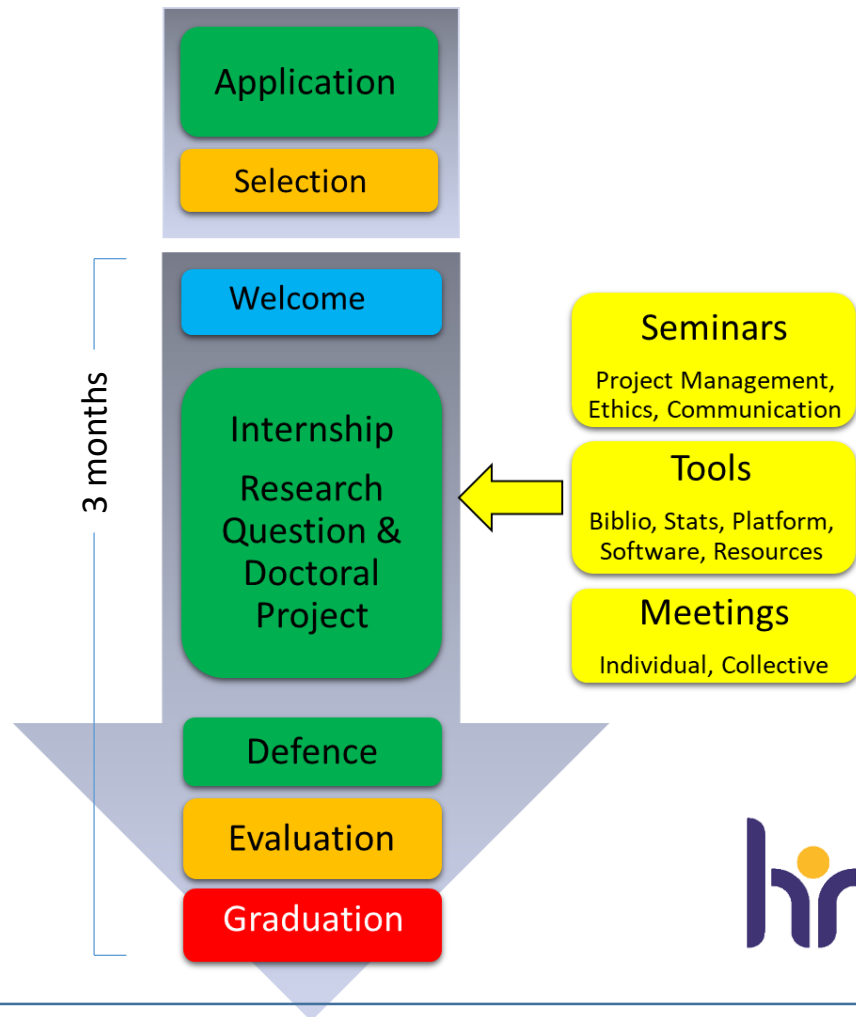 Application
Selection
3 months
Welcome
Internship
Research
Question &
Doctoral
Project
Seminars
Project Management,
Ethics, Communication
Tools
Biblio, Stats, Platform,
Software, Resources
Meetings
Individual, Collective
Defence
Evaluation
Graduation
hr